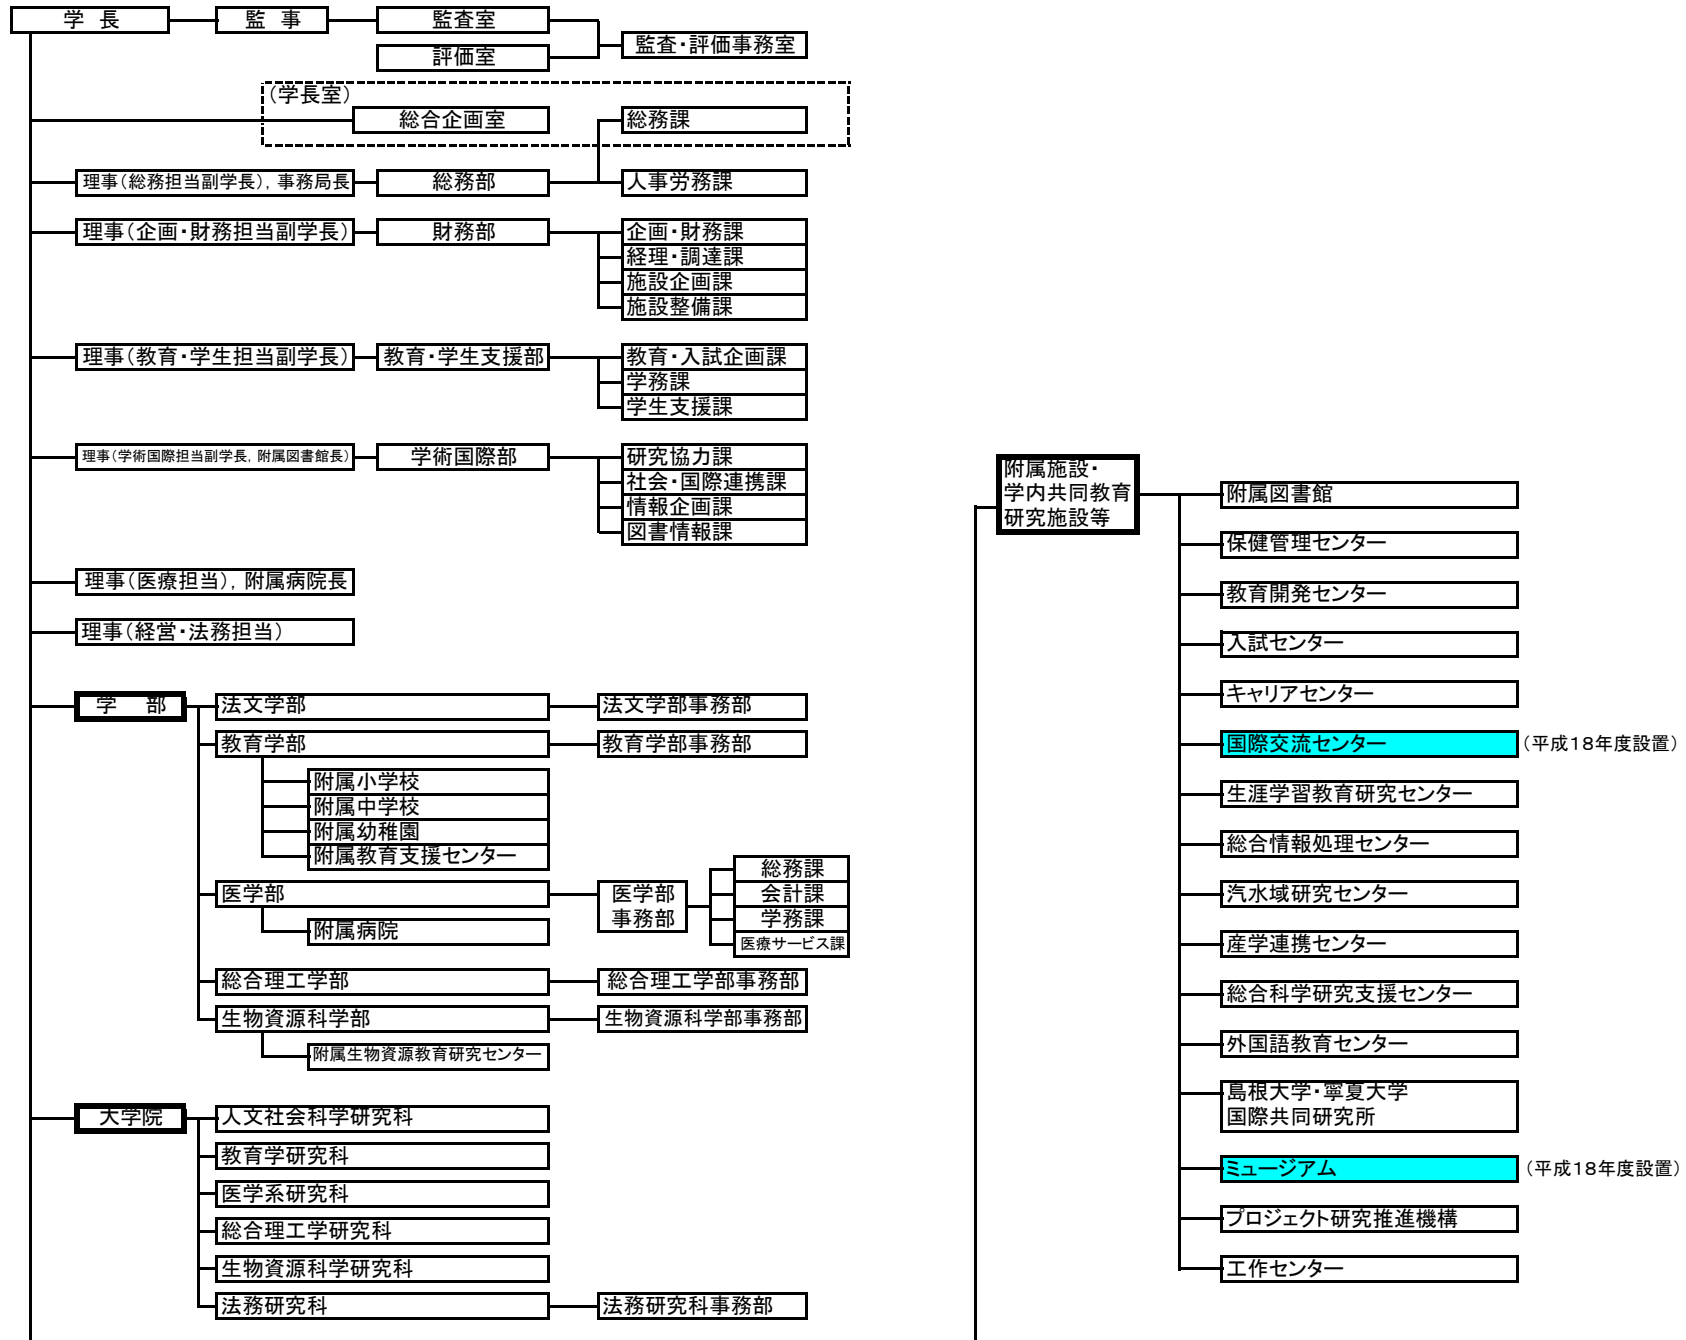 学 長
監 事
監査室
監査・評価事務室
評価室
(学長室)
総合企画室
総務課
理事(総務担当副学長), 事務局長
総務部
人事労務課
理事(企画・財務担当副学長)
財務部
企画・財務課
経理・調達課
施設企画課
施設整備課
理事(教育・学生担当副学長)
教育・学生支援部
教育・入試企画課
学務課
学生支援課
理事(学術国際担当副学長, 附属図書館長)
学術国際部
研究協力課
社会・国際連携課
情報企画課
図書情報課
理事(医療担当), 附属病院長
理事(経営・法務担当)
学 部
法文学部
法文学部事務部
教育学部
教育学部事務部
附属小学校
附属中学校
附属幼稚園
附属教育支援センター
医学部
医学部
事務部
総務課
会計課
学務課
医療サービス課
附属病院
総合理工学部
総合理工学部事務部
生物資源科学部
生物資源科学部事務部
附属生物資源教育研究センター
大学院
人文社会科学研究科
教育学研究科
医学系研究科
総合理工学研究科
生物資源科学研究科
法務研究科
法務研究科事務部
附属施設・
学内共同教育
研究施設等
附属図書館
保健管理センター
教育開発センター
入試センター
キャリアセンター
国際交流センター
(平成18年度設置)
生涯学習教育研究センター
総合情報処理センター
汽水域研究センター
産学連携センター
総合科学研究支援センター
外国語教育センター
島根大学・寧夏大学
国際共同研究所
ミュージアム
(平成18年度設置)
プロジェクト研究推進機構
工作センター